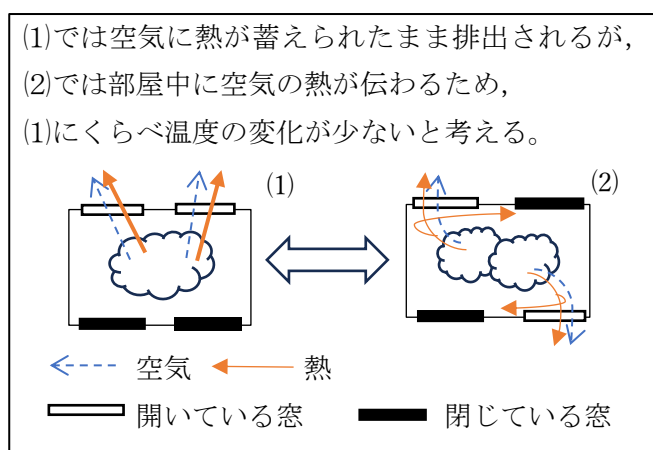 ⑴では空気に熱が蓄えられたまま排出されるが，
⑵では部屋中に空気の熱が伝わるため，
⑴にくらべ温度の変化が少ないと考える。
⑴
⑵
空気
熱
開いている窓
閉じている窓